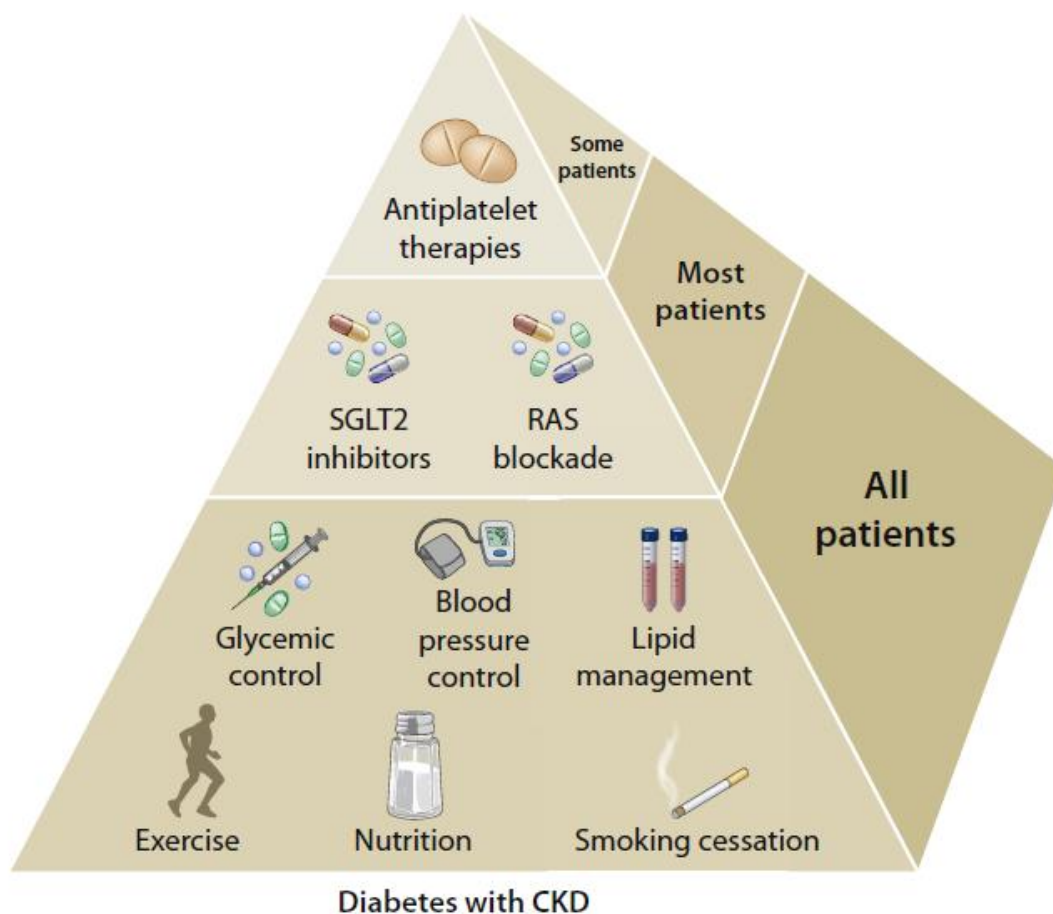 Some
patients
Antiplatelet
therapies
Most
patients
SGLT2
inhibitors
RAS
blockade
All
patients
Glycemic
control
Blood
pressure
control
Lipid
management
Exercise
Nutrition
Smoking cessation
Diabetes with CKD